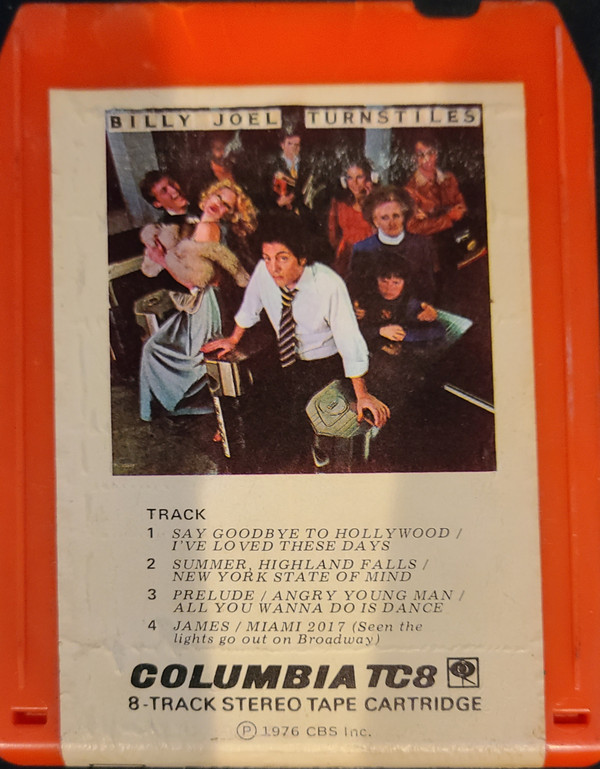 BILLY JOEL TURNSTILES
TRACK
1 SAY GOODBYE TO HOLLYWOOD /
I'VE LOVED THESE DAYS
2 SUMMER, HIGHLAND FALLS /
NEW YORK STATE OF MIND
3 PRELUDE / ANGRY YOUNG MAN /
ALL YOU WANNA DO IS DANCE
4 JAMES / MIAMI 2017 (Seen the
lights go out on Broadway)
COLUMBIA TC8
8-TRACK STEREO TAPE CARTRIDGE
Ⓟ 1976 CBS Inc.